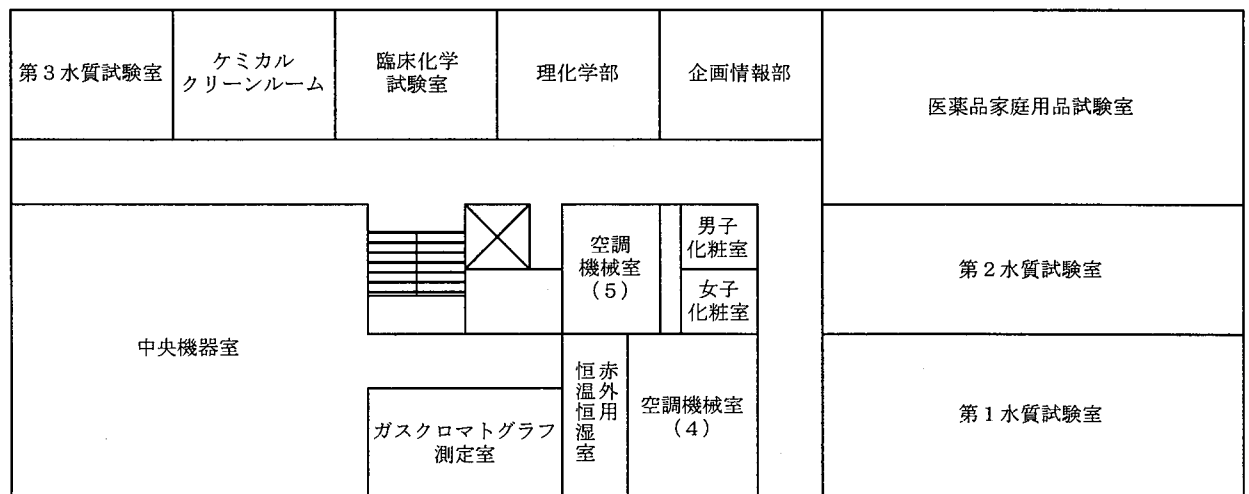 第3水質試験室
ケミカル
クリーンルーム
臨床化学
試験室
理化学部
企画情報部
医薬品家庭用品試験室
空調
機械室
(5)
男子
化粧室
女子
化粧室
第2水質試験室
中央機器室
ガスクロマトグラフ
測定室
赤外用
恒温恒湿室
空調機械室
(4)
第1水質試験室